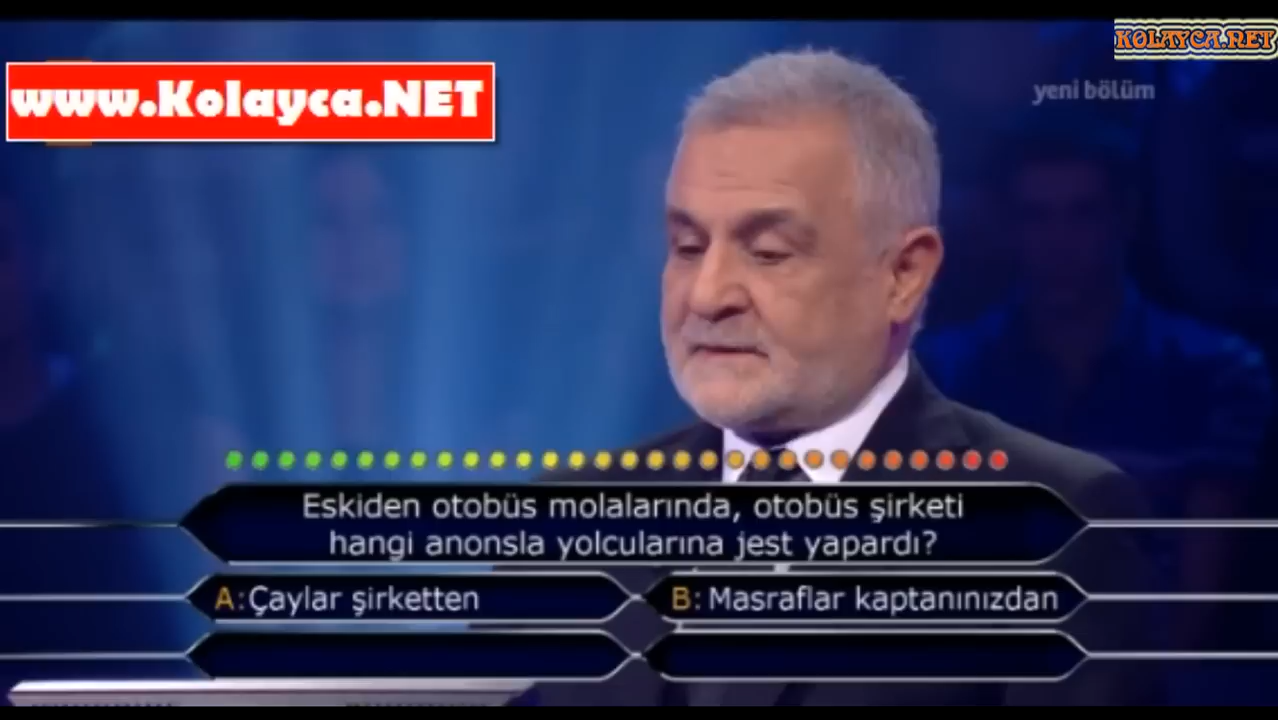 KOLAYCA.NET
www.Kolayca.NET
yeni bölüm
Eskiden otobüs molalarında, otobüs şirketi
hangi anonsla yolcularına jest yapardı?
A: Çaylar şirketten
B: Masraflar kaptanınızdan